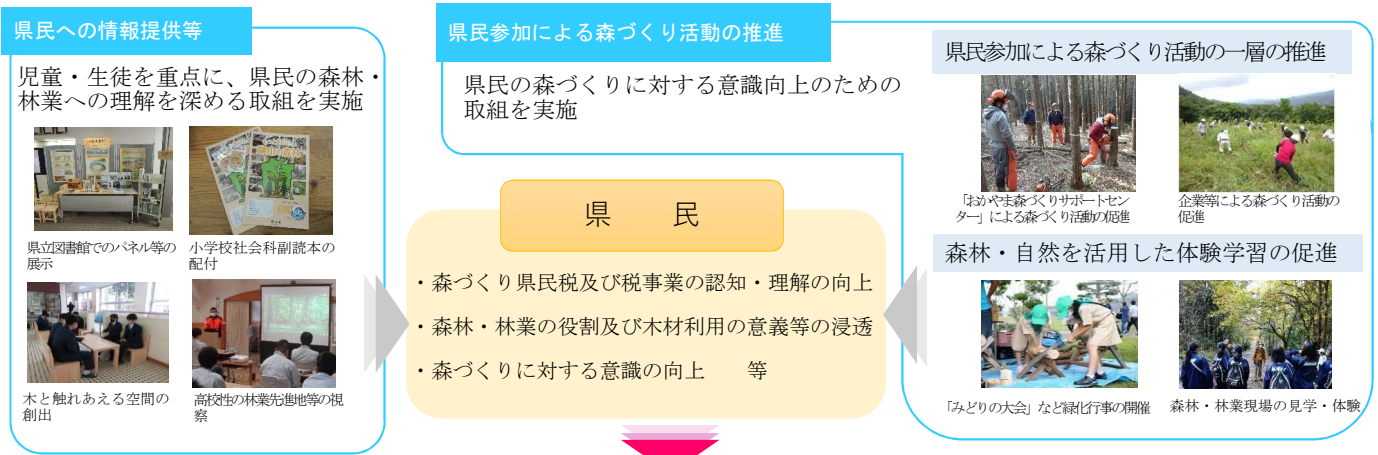 県民への情報提供等
児童・生徒を重点に、県民の森林・
林業への理解を深める取組を実施
県立図書館でのパネル等の
展示
小学校社会科副読本の
配付
木と触れあえる空間の
創出
高校性の林業先進地等の視
察
県民参加による森づくり活動の推進
県民の森づくりに対する意識向上のための
取組を実施
県民
・森づくり県民税及び税事業の認知・理解の向上
・森林・林業の役割及び木材利用の意義等の浸透
・森づくりに対する意識の向上　等
県民参加による森づくり活動の一層の推進
「おかやま森づくりサポートセン
ター」による森づくり活動の促進
企業等による森づくり活動の
促進
森林・自然を活用した体験学習の促進
「みどりの大会」など緑化行事の開催
森林・林業現場の見学・体験